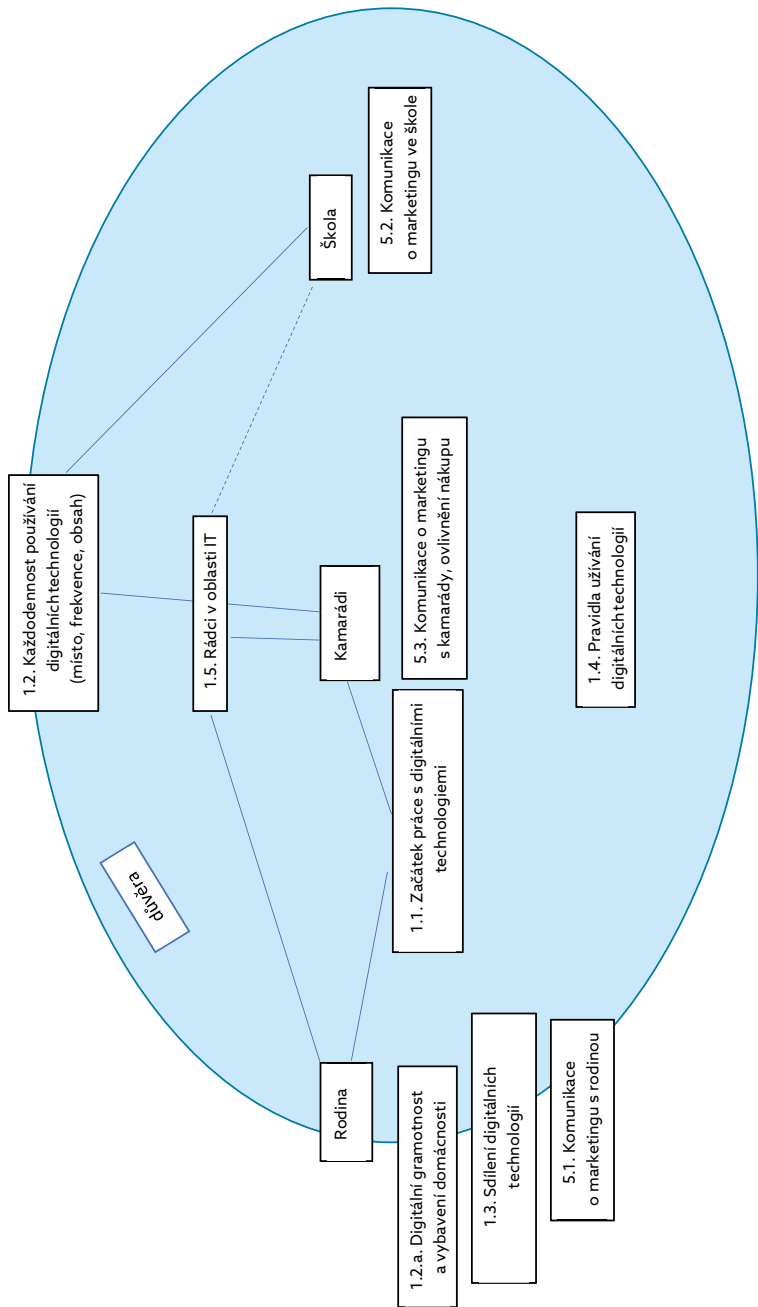 1.2. Každodennost používání
digitálních technologií
(místo, frekvence, obsah)
důvěra
1.5. Rádci v oblasti IT
Rodina
Kamarádi
Škola
1.2.a. Digitální gramotnost
a vybavení domácnosti
1.1. Začátek práce s digitálními
technologiemi
5.3. Komunikace o marketingu
s kamarády, ovlivnění nákupu
5.2. Komunikace
o marketingu ve škole
1.3. Sdílení digitálních
technologií
5.1. Komunikace
o marketingu s rodinou
1.4. Pravidla užívání
digitálních technologií